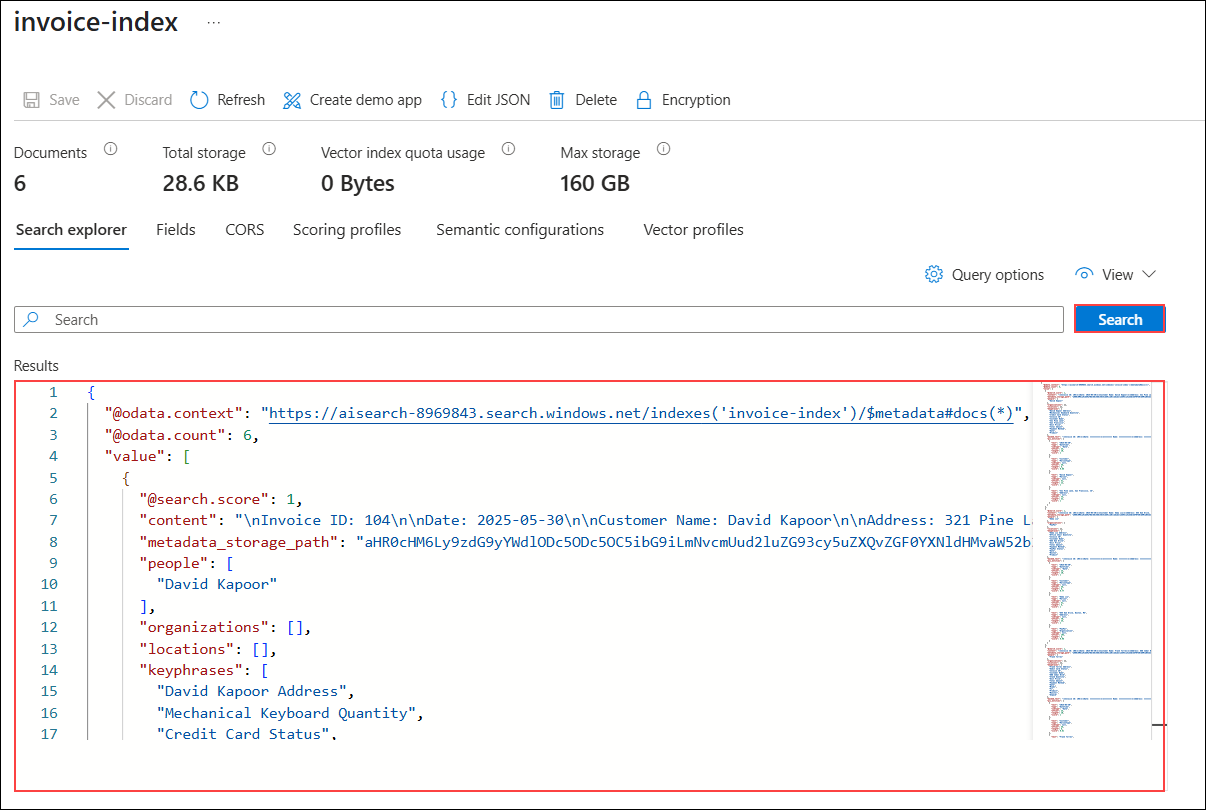 invoice-index ...
Save Discard Refresh Create demo app {} Edit JSON Delete Encryption
Documents Total storage Vector index quota usage Max storage
6 28.6 KB 0 Bytes 160 GB
Search explorer Fields CORS Scoring profiles Semantic configurations Vector profiles
Query options View
Search Search
Results
1 {
2 "@odata.context": "https://aisearch-8969843.search.windows.net/indexes('invoice-index')/$metadata#docs(*)",
3 "@odata.count": 6,
4 "value": [
5 {
6 "@search.score": 1,
7 "content": "\nInvoice ID: 104\n\nDate: 2025-05-30\n\nCustomer Name: David Kapoor\n\nAddress: 321 Pine
8 "metadata_storage_path":
9 "people": [
10 "David Kapoor"
11 ],
12 "organizations": [],
13 "locations": [],
14 "keyphrases": [
15 "David Kapoor Address",
16 "Mechanical Keyboard Quantity",
17 "Credit Card Status",